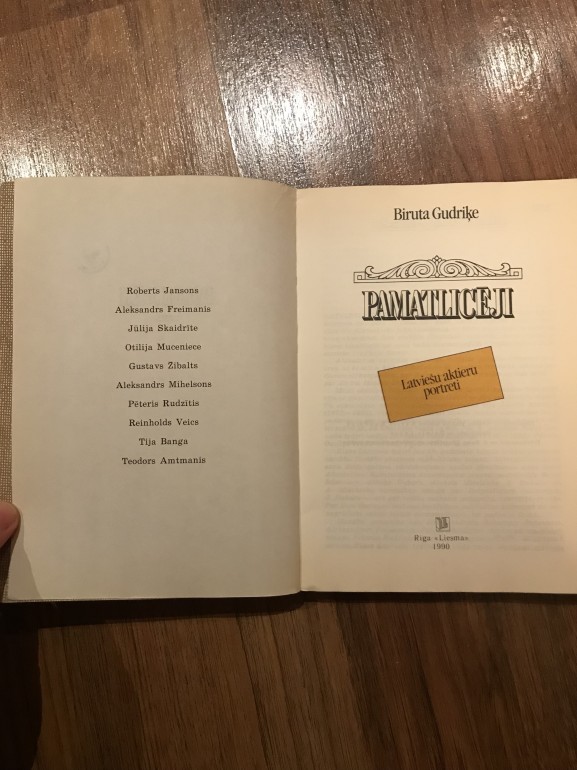 Roberts Jansons
Aleksandrs Freimanis
Jūlija Skaidrīte
Otilija Muceniece
Gustavs Žibalts
Aleksandrs Mihelsons
Pēteris Rudzītis
Reinholds Veics
Tija Banga
Teodors Amtmanis
Biruta Gudriķe
PAMATLICĒJI
Latviešu aktieru
portreti
Rīga «Liesma»
1990